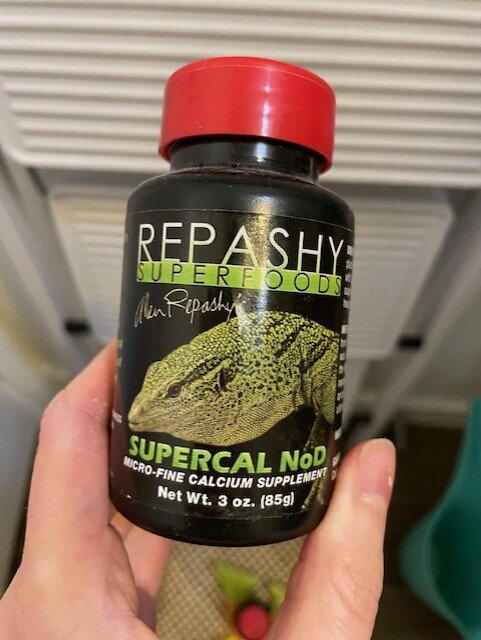 REPASHY
SUPERFOODS
Allen Repashy's
SUPERCAL NoD
MICRO-FINE CALCIUM SUPPLEMENT
Net Wt. 3 oz. (85g)